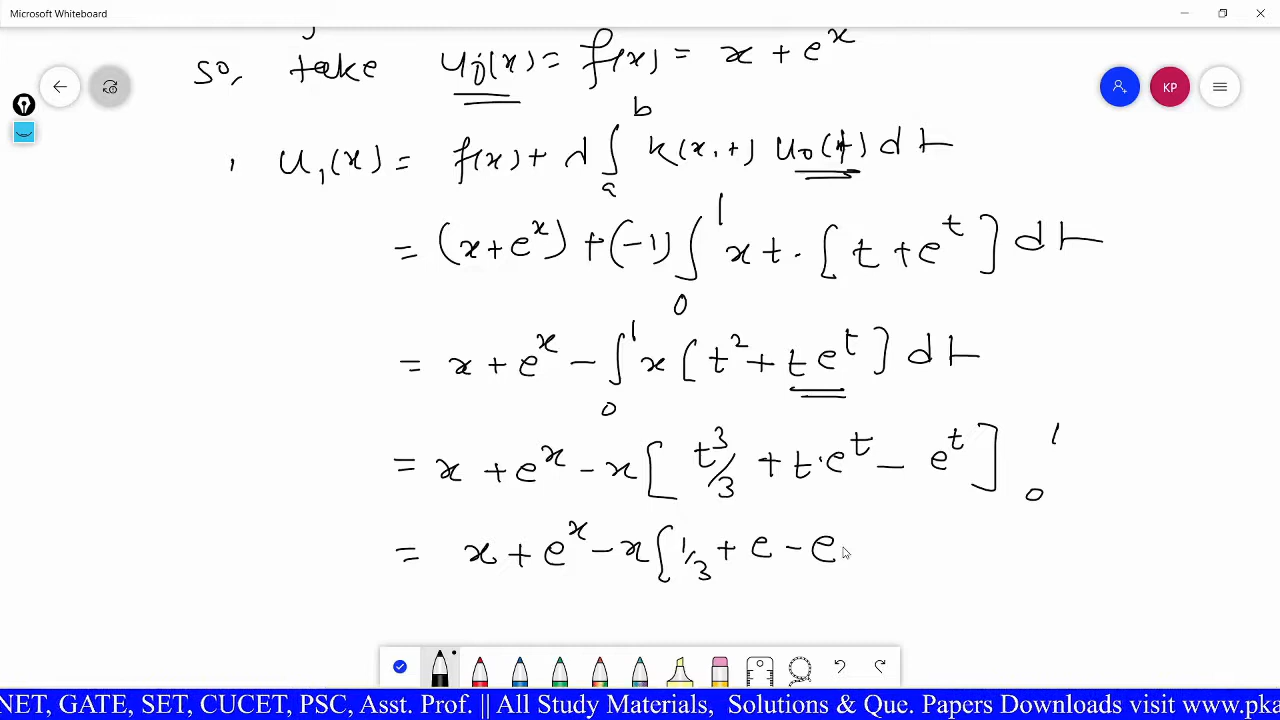 Microsoft Whiteboard
so, take u₀(x) = f(x) = x + eˣ
KP
, u₁(x) = f(x) + λ ∫ₐᵇ k(x,t) u₀(t) dt
= (x+eˣ) + (-1) ∫₀¹ xt · [t + eᵗ] dt
= x + eˣ - ∫₀¹ x [t² + t eᵗ] dt
= x + eˣ - x [t³/3 + t·eᵗ - eᵗ]₀¹
= x + eˣ - x {1/3 + e - e
NET, GATE, SET, CUCET, PSC, Asst. Prof. || All Study Materials, Solutions & Que. Papers Downloads visit www.pka